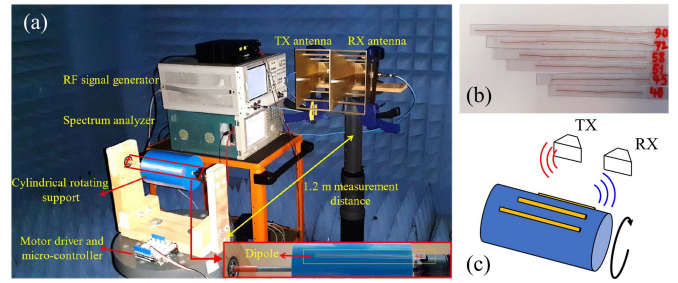 (a)
TX antenna
RX antenna
RF signal generator
Spectrum analyzer
Cylindrical rotating
support
1.2 m measurement
distance
Motor driver and
micro-controller
Dipole
90
72
58
51
45
40
(b)
TX
RX
(c)